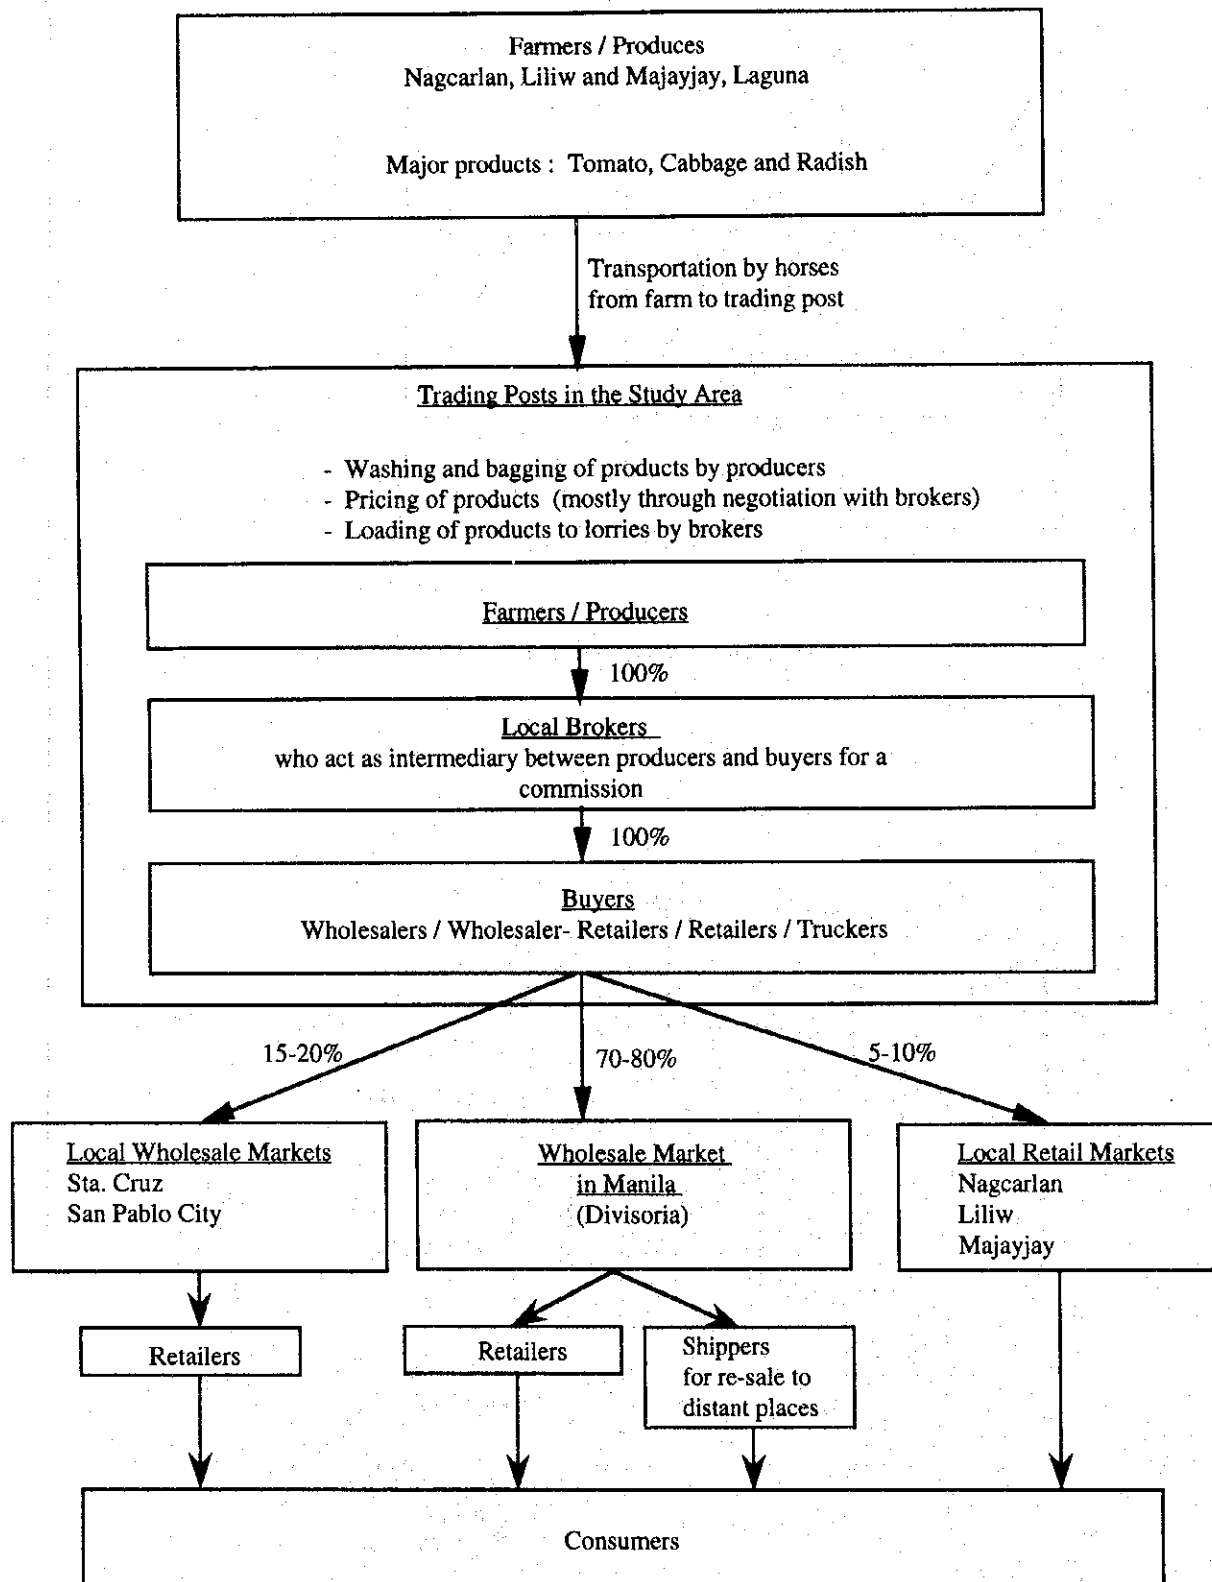 Farmers / Produces
Nagcarlan, Liliw and Majayjay, Laguna
Major products : Tomato, Cabbage and Radish
Transportation by horses
from farm to trading post
Trading Posts in the Study Area
- Washing and bagging of products by producers
- Pricing of products (mostly through negotiation with brokers)
- Loading of products to lorries by brokers
Farmers / Producers
100%
Local Brokers
who act as intermediary between producers and buyers for a
commission
100%
Buyers
Wholesalers / Wholesaler- Retailers / Retailers / Truckers
15-20%
70-80%
5-10%
Local Wholesale Markets
Sta. Cruz
San Pablo City
Wholesale Market
in Manila
(Divisoria)
Local Retail Markets
Nagcarlan
Liliw
Majayjay
Retailers
Retailers
Shippers
for re-sale to
distant places
Consumers